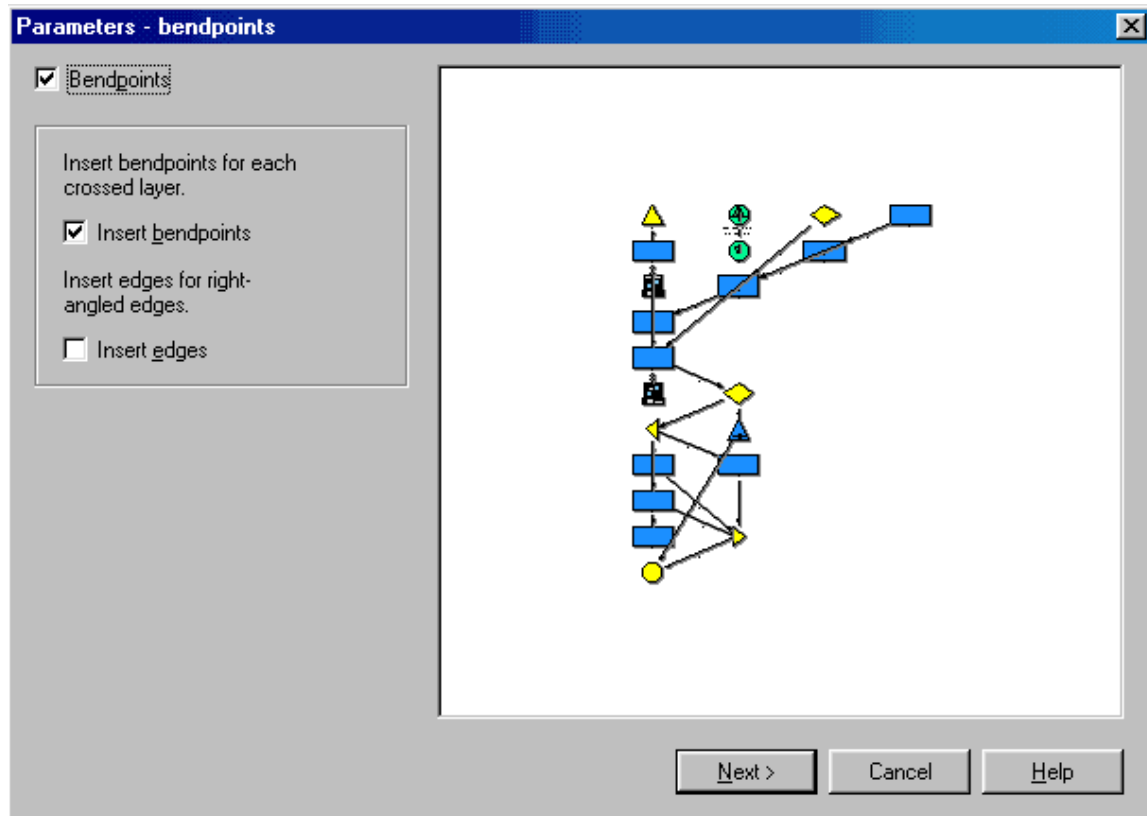 Parameters - bendpoints
Bendpoints
Insert bendpoints for each
crossed layer.
Insert bendpoints
Insert edges for right-
angled edges.
Insert edges
Next >
Cancel
Help